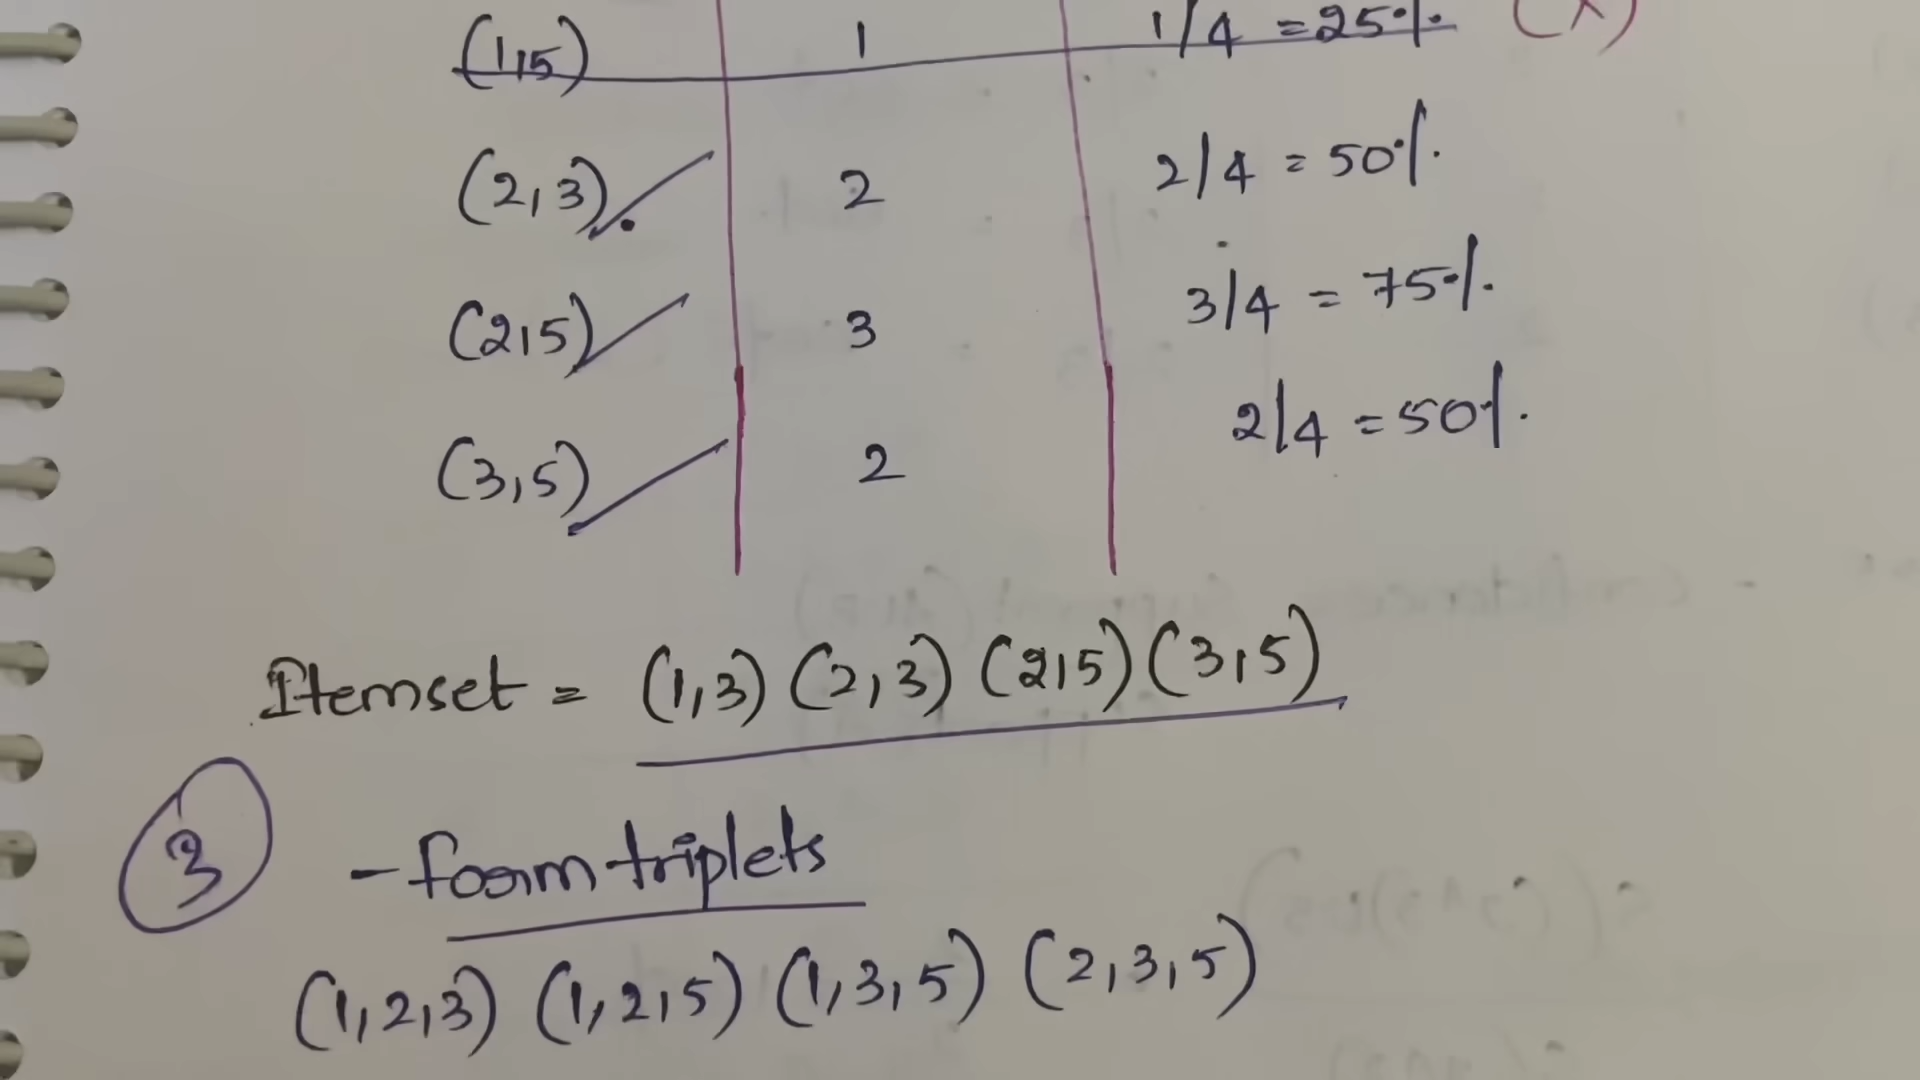 (1,5) 1 1/4 = 25% (x)
(2,3) 2 2/4 = 50%.
(2,5) 3 3/4 = 75%.
(3,5) 2 2/4 = 50%.
Itemset = (1,3) (2,3) (2,5) (3,5)
3 - form triplets
(1,2,3) (1,2,5) (1,3,5) (2,3,5)